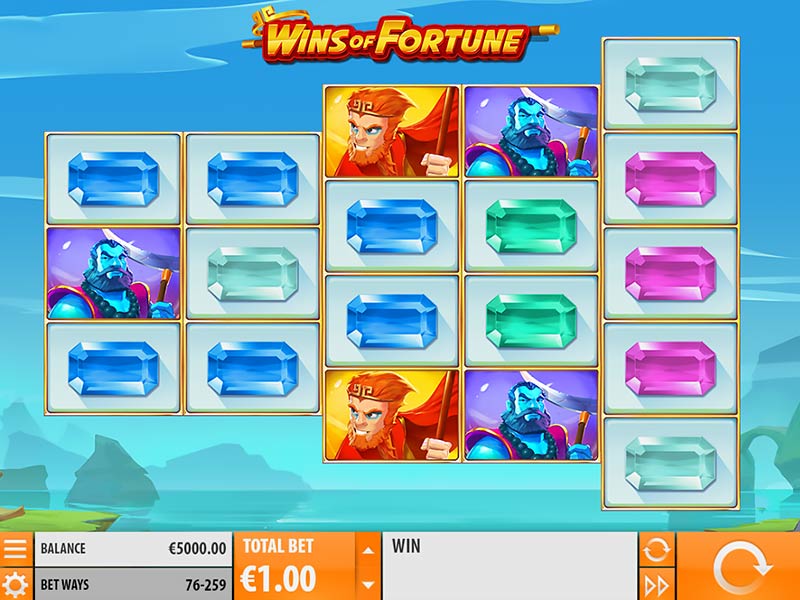 WINS OF FORTUNE
BALANCE €5000.00
BET WAYS 76-259
TOTAL BET
€1.00
WIN